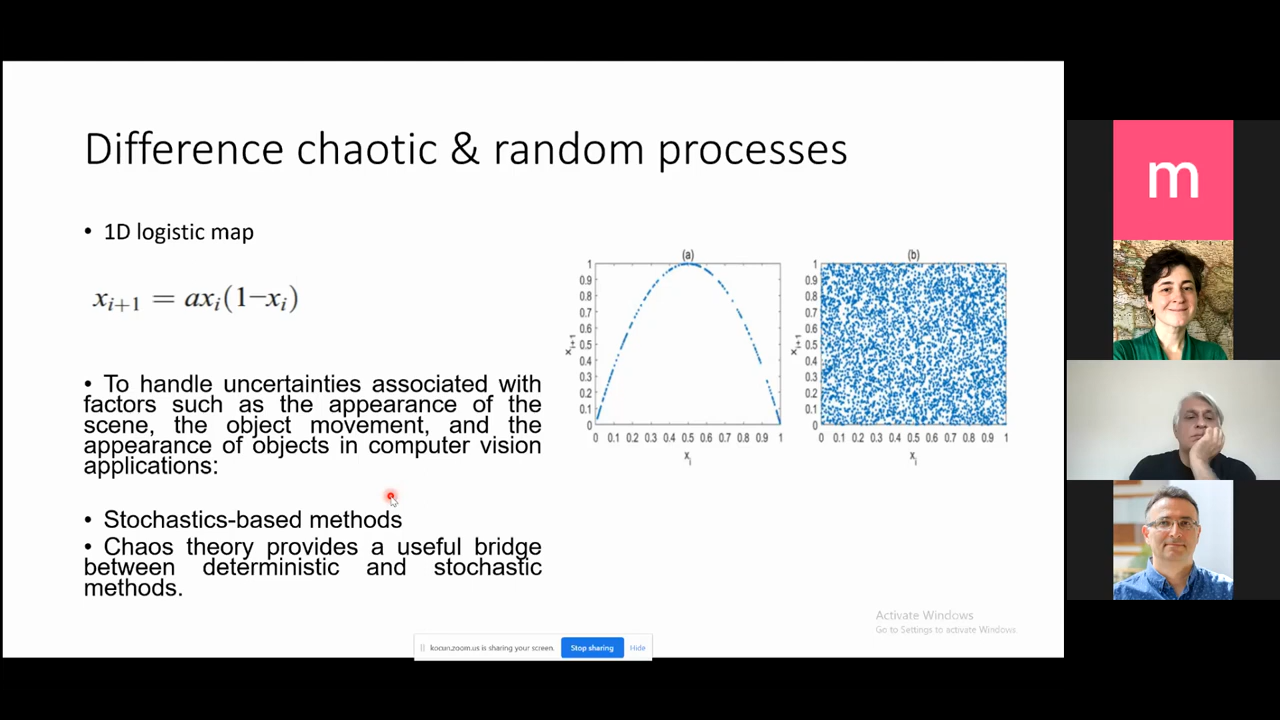 Difference chaotic & random processes
• 1D logistic map
xᵢ₊₁ = axᵢ(1−xᵢ)
• To handle uncertainties associated with
factors such as the appearance of the
scene, the object movement, and the
appearance of objects in computer vision
applications:
• Stochastics-based methods
• Chaos theory provides a useful bridge
between deterministic and stochastic
methods.
(a)
1
0.9
0.8
0.7
0.6
0.5
0.4
0.3
0.2
0.1
0
xᵢ₊₁
0 0.1 0.2 0.3 0.4 0.5 0.6 0.7 0.8 0.9 1
xᵢ
(b)
1
0.9
0.8
0.7
0.6
0.5
0.4
0.3
0.2
0.1
0
xᵢ₊₁
0 0.1 0.2 0.3 0.4 0.5 0.6 0.7 0.8 0.9 1
xᵢ
Activate Windows
Go to Settings to activate Windows.
kocun.zoom.us is sharing your screen. Stop sharing Hide
m